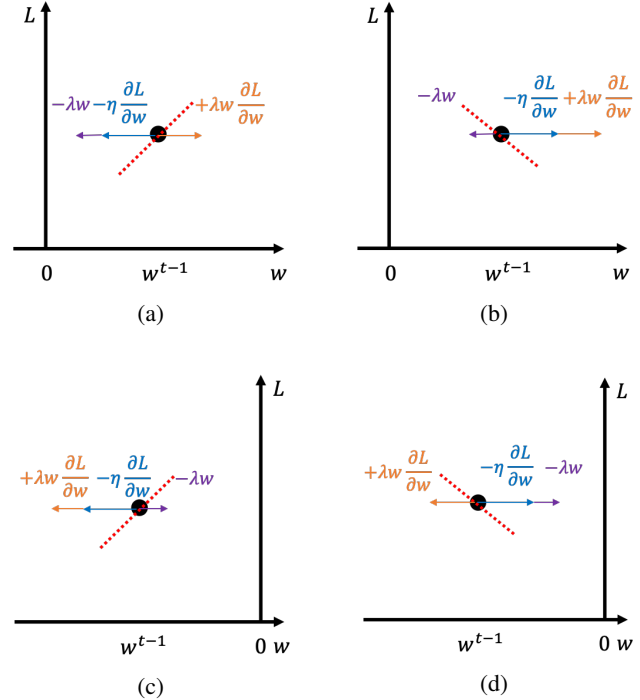 L
−λw −η ∂L/∂w +λw ∂L/∂w
0 w^{t−1} w
(a)
L
−λw −η ∂L/∂w +λw ∂L/∂w
0 w^{t−1} w
(b)
L
+λw ∂L/∂w −η ∂L/∂w −λw
w^{t−1} 0 w
(c)
L
+λw ∂L/∂w −η ∂L/∂w −λw
w^{t−1} 0 w
(d)